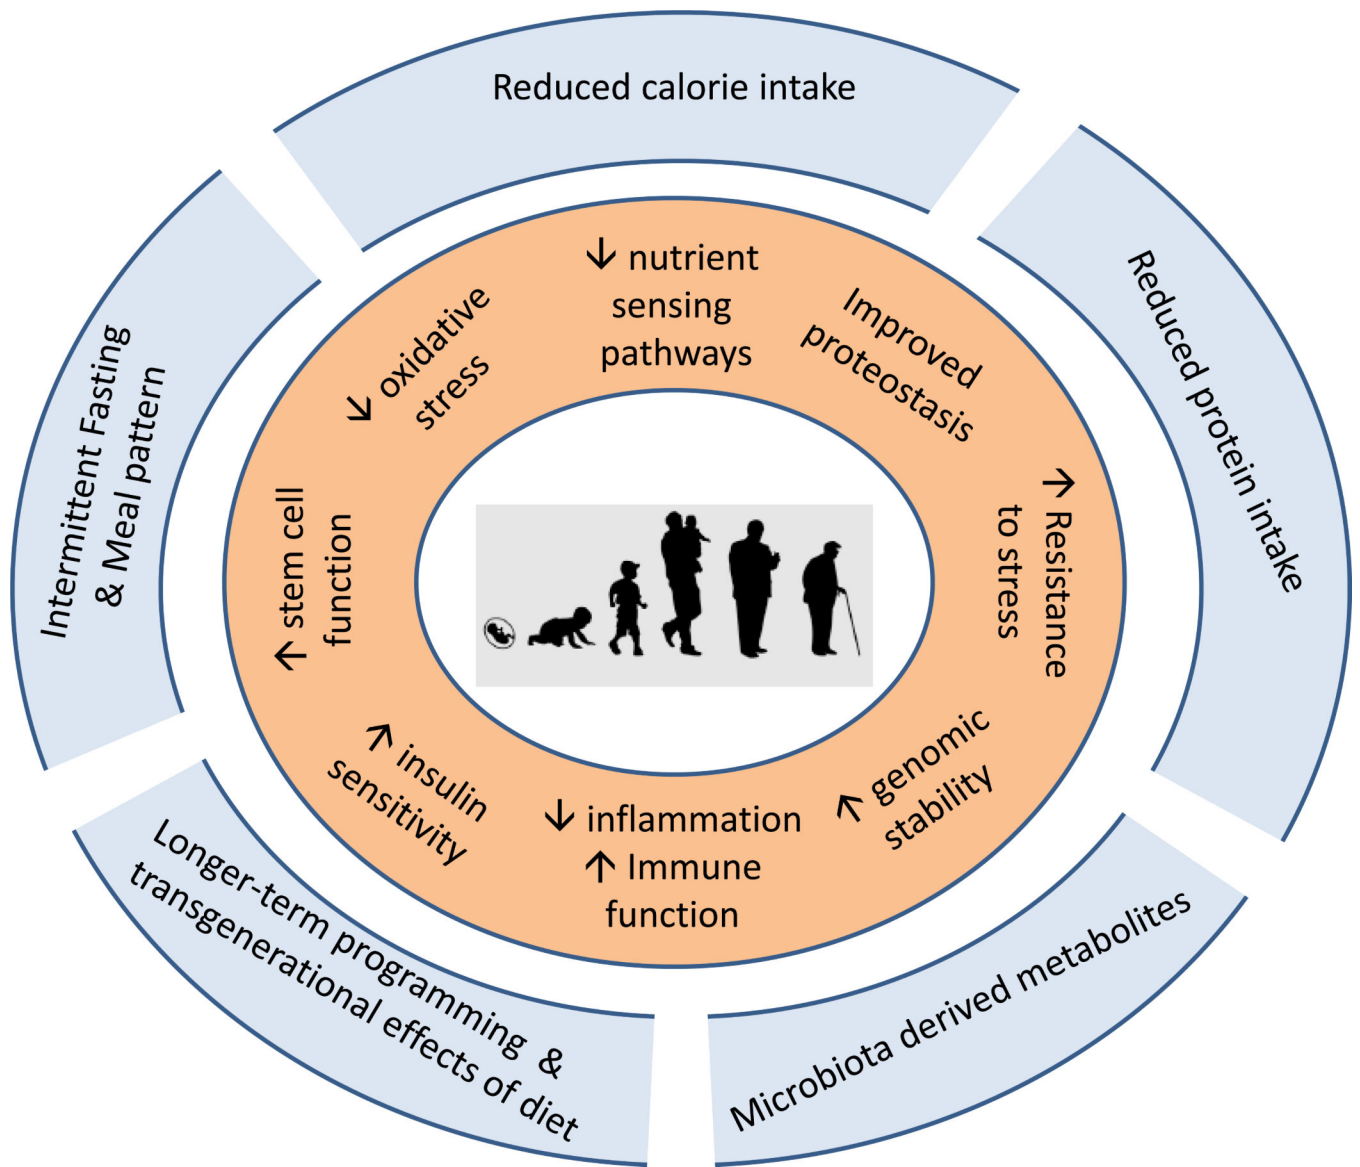 Reduced calorie intake
Reduced protein intake
Microbiota derived metabolites
Longer-term programming &
transgenerational effects of diet
Intermittent Fasting
& Meal pattern
↓ nutrient
sensing
pathways
Improved
proteostasis
↑ Resistance
to stress
↑ genomic
stability
↓ inflammation
↑ Immune
function
↑ insulin
sensitivity
↑ stem cell
function
↓ oxidative
stress